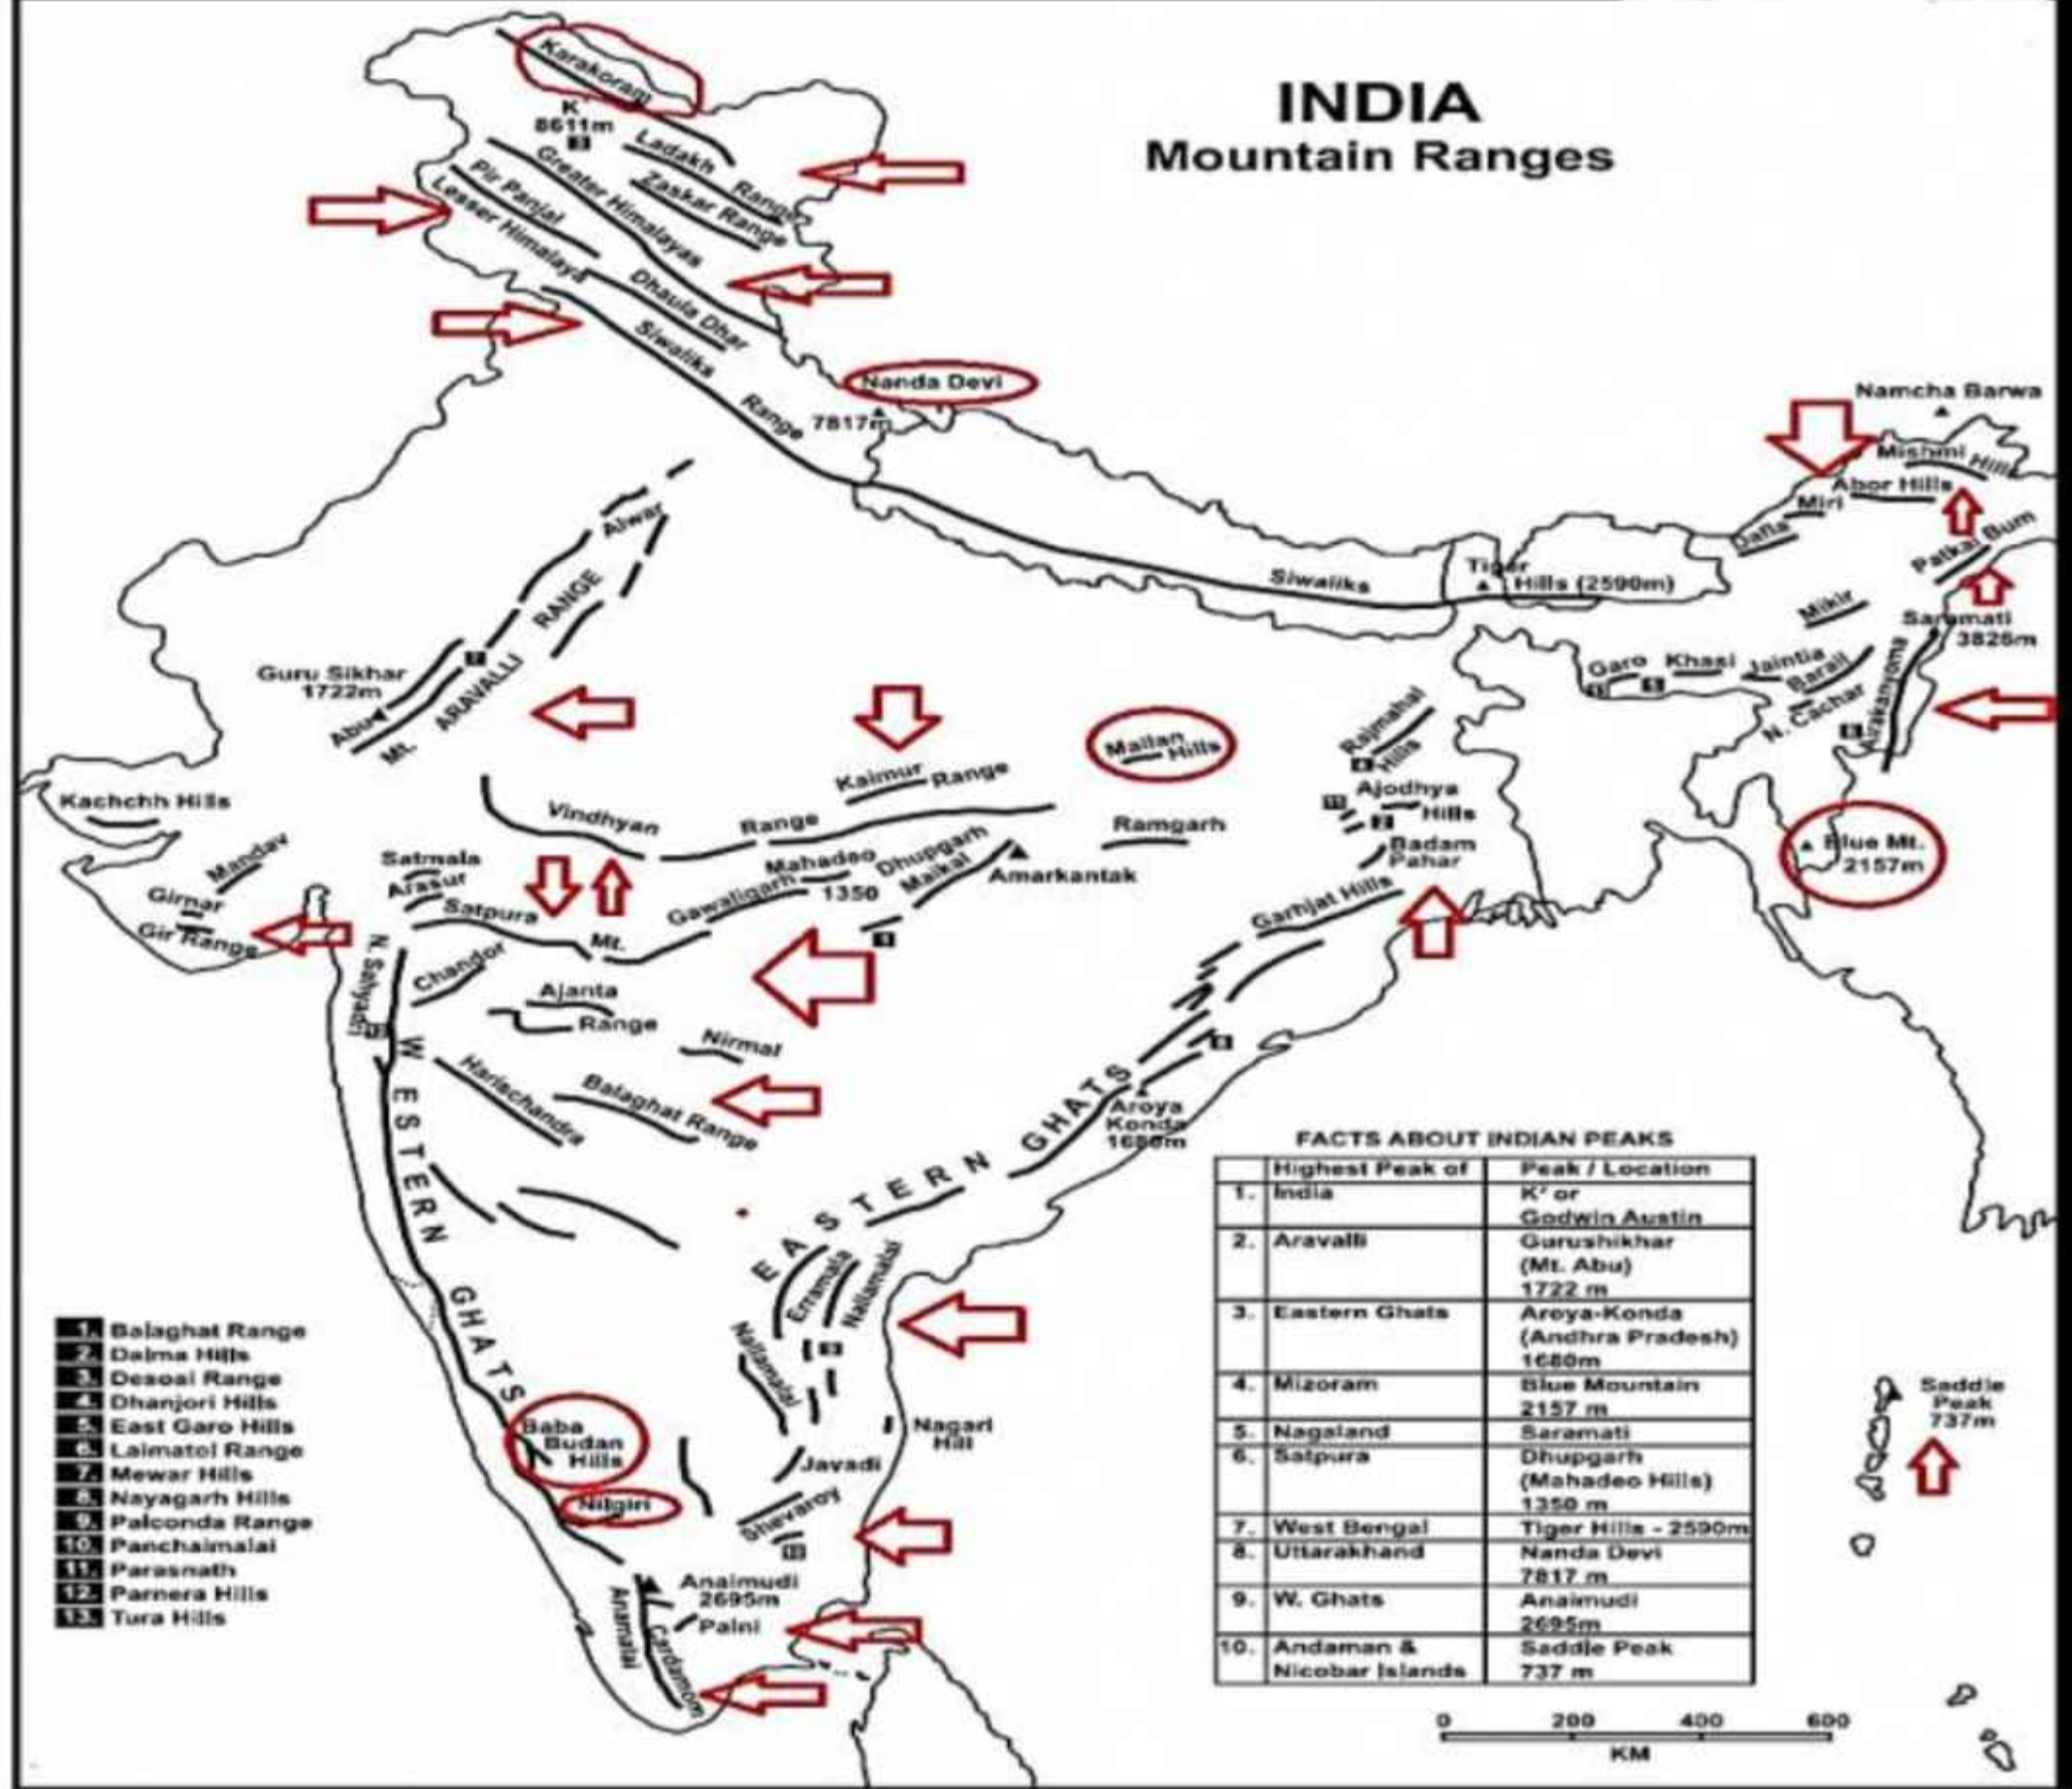 INDIA
Mountain Ranges
Karakoram
K²
8611m
Ladakh Range
Zaskar Range
Greater Himalayas
Pir Panjal
Lesser Himalaya
Dhaula Dhar
Siwaliks Range
Nanda Devi
7817m
Namcha Barwa
Mishmi Hills
Abor Hills
Miri
Dafla
Patkai Bum
Siwaliks
Tiger
Hills (2590m)
Mikir
Saramati
3826m
Garo
Khasi
Jaintia
Barail
N. Cachar
Arakanyoma
Blue Mt.
2157m
Alwar
ARAVALLI RANGE
Guru Sikhar
1722m
Mt. Abu
Kachchh Hills
Mandav
Girnar
Gir Range
Vindhyan Range
Kaimur Range
Mailan
Hills
Rajmahal
Hills
Ajodhya
Hills
Badam
Pahar
Ramgarh
Satmala
Arasur
Satpura Mt.
Gawaligarh
Mahadeo
1350
Dhupgarh
Maikal
Amarkantak
Garhjat Hills
N. Sahyadri
Chandor
Ajanta
Range
Nirmal
Harischandra
Balaghat Range
WESTERN GHATS
EASTERN GHATS
Aroya
Konda
1680m
Erramala
Nallamalai
Nallamalai
Nagari
Hill
Javadi
Shevaroy
Baba
Budan
Hills
Nilgiri
Anaimudi
2695m
Palni
Anamalai
Cardamom
Saddle
Peak
737m
1. Balaghat Range
2. Dalma Hills
3. Desoai Range
4. Dhanjori Hills
5. East Garo Hills
6. Laimatol Range
7. Mewar Hills
8. Nayagarh Hills
9. Palconda Range
10. Panchaimalai
11. Parasnath
12. Parnera Hills
13. Tura Hills
FACTS ABOUT INDIAN PEAKS
Highest Peak of Peak / Location
1. India K² or
Godwin Austin
2. Aravalli Gurushikhar
(Mt. Abu)
1722 m
3. Eastern Ghats Aroya-Konda
(Andhra Pradesh)
1680m
4. Mizoram Blue Mountain
2157 m
5. Nagaland Saramati
6. Satpura Dhupgarh
(Mahadeo Hills)
1350 m
7. West Bengal Tiger Hills - 2590m
8. Uttarakhand Nanda Devi
7817 m
9. W. Ghats Anaimudi
2695m
10. Andaman & Saddle Peak
Nicobar Islands 737 m
0 200 400 600
KM